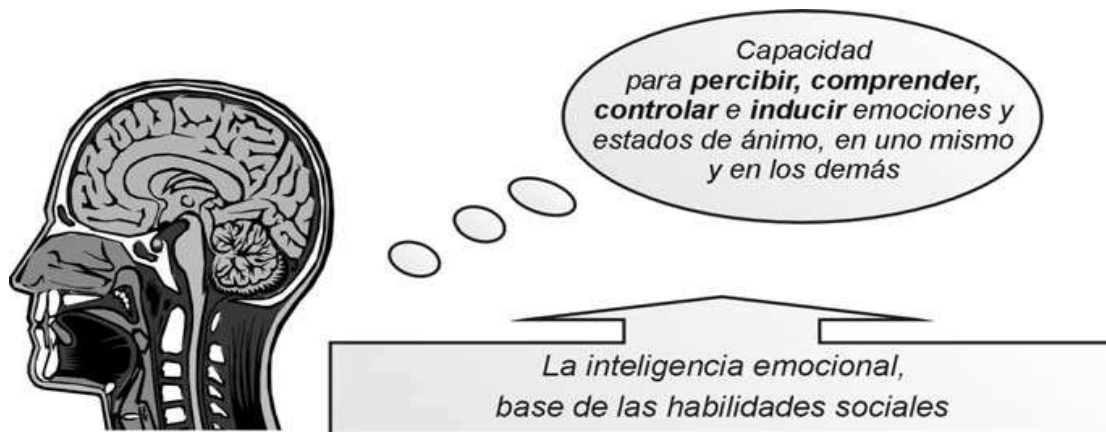 Capacidad
para percibir, comprender,
controlar e inducir emociones y
estados de ánimo, en uno mismo
y en los demás
La inteligencia emocional,
base de las habilidades sociales